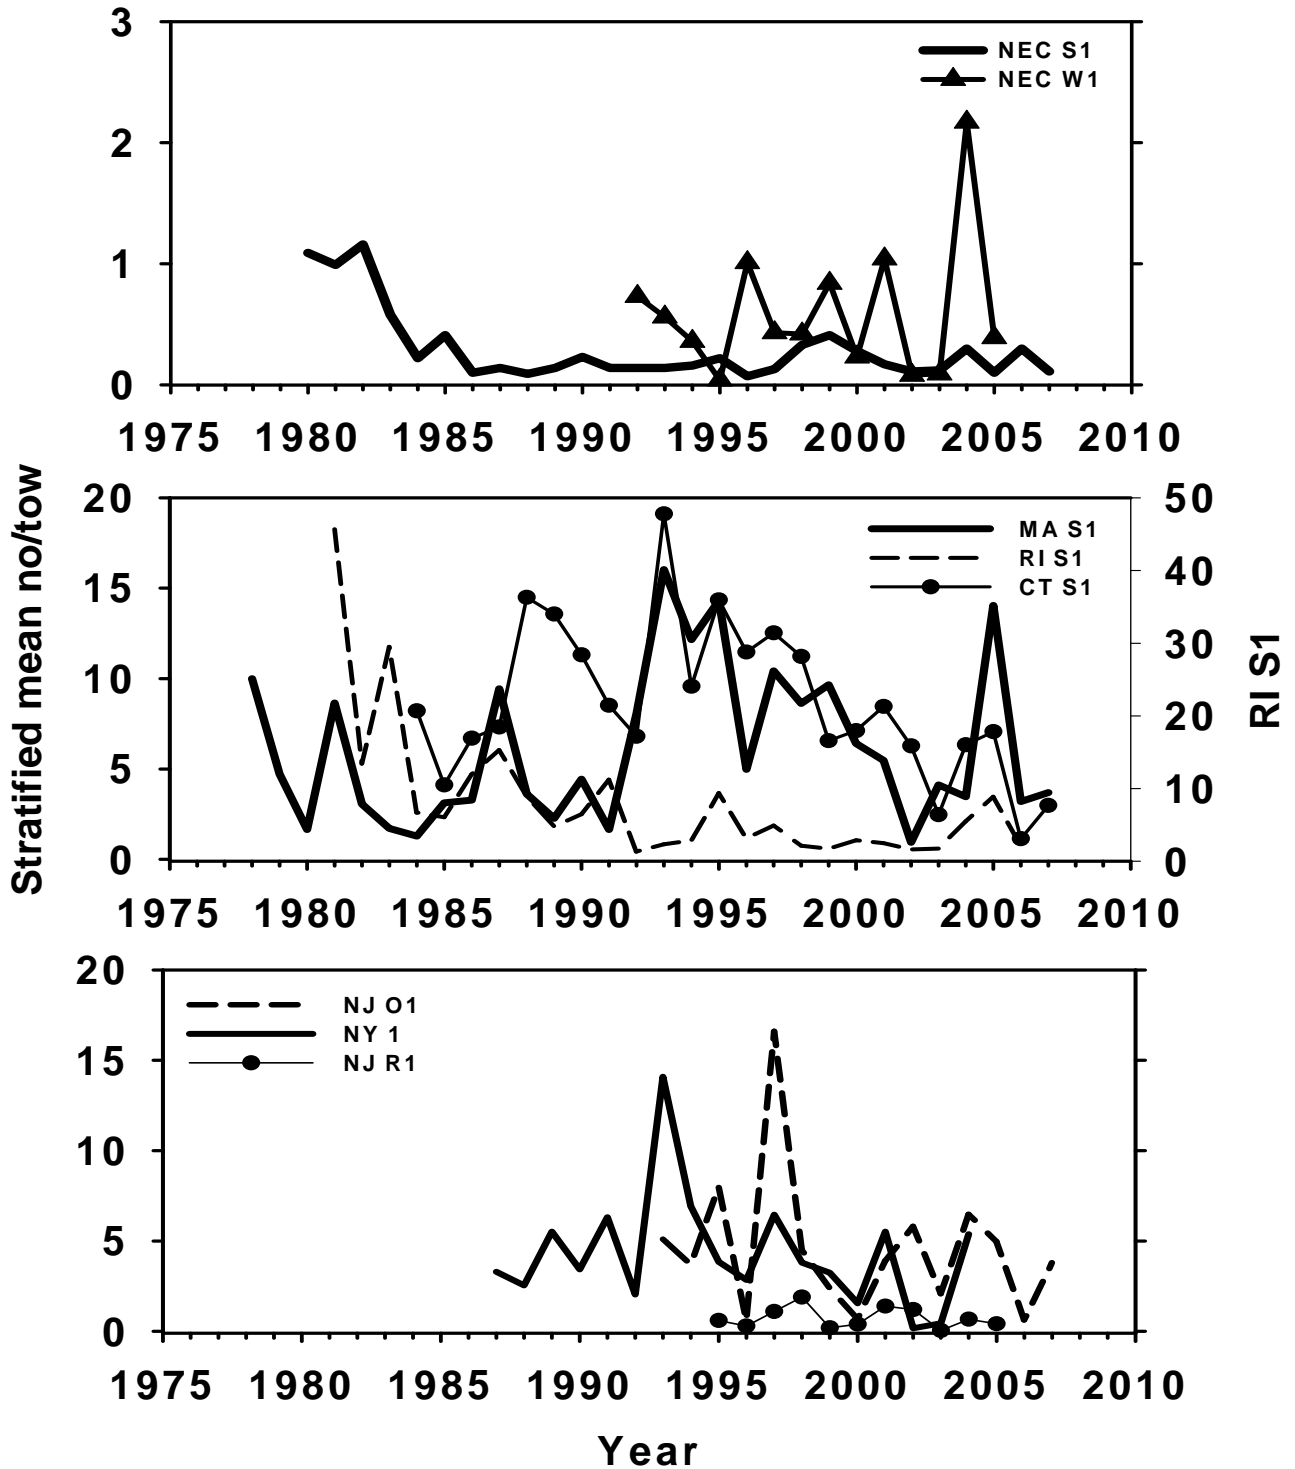 3
NEC S1
NEC W1
2
1
0
1975 1980 1985 1990 1995 2000 2005 2010
Stratified mean no/tow
20 50
MA S1
RI S1
CT S1
40
15
30
10
20
5
10
0 0
RI S1
1975 1980 1985 1990 1995 2000 2005 2010
20
NJ O1
NY 1
NJ R1
15
10
5
0
1975 1980 1985 1990 1995 2000 2005 2010
Year